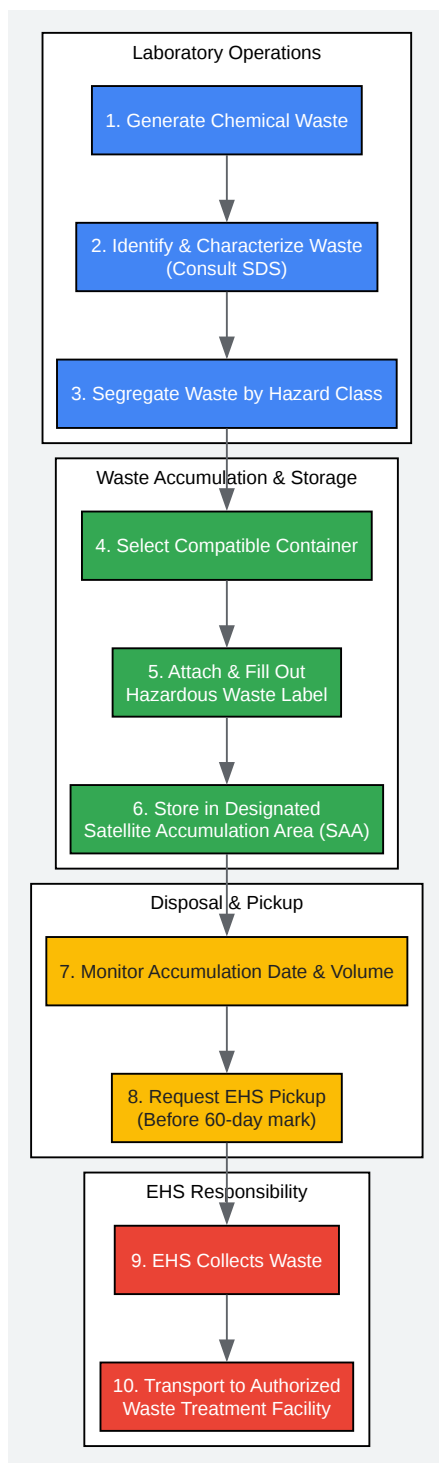 Laboratory Operations
1. Generate Chemical Waste
2. Identify & Characterize Waste
(Consult SDS)
3. Segregate Waste by Hazard Class
Waste Accumulation & Storage
4. Select Compatible Container
5. Attach & Fill Out
Hazardous Waste Label
6. Store in Designated
Satellite Accumulation Area (SAA)
Disposal & Pickup
7. Monitor Accumulation Date & Volume
8. Request EHS Pickup
(Before 60-day mark)
EHS Responsibility
9. EHS Collects Waste
10. Transport to Authorized
Waste Treatment Facility